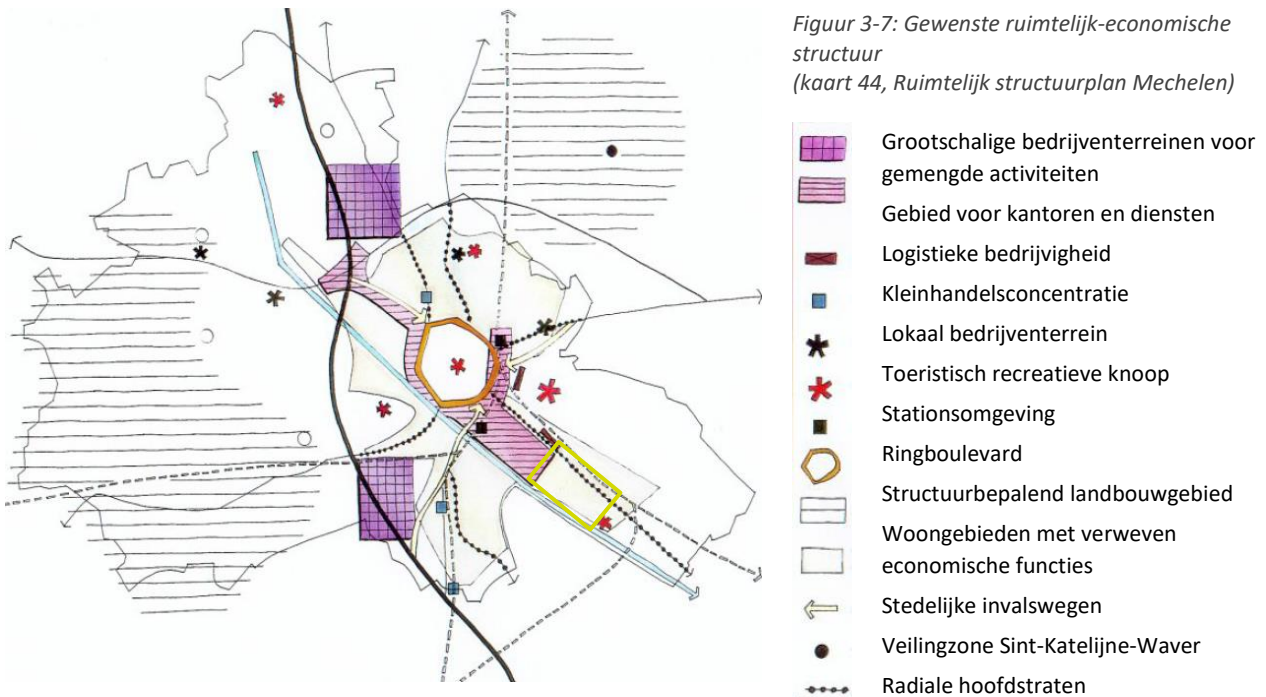 Figuur 3-7: Gewenste ruimtelijk-economische
structuur
(kaart 44, Ruimtelijk structuurplan Mechelen)
Grootschalige bedrijventerreinen voor
gemengde activiteiten
Gebied voor kantoren en diensten
Logistieke bedrijvigheid
Kleinhandelsconcentratie
Lokaal bedrijventerrein
Toeristisch recreatieve knoop
Stationsomgeving
Ringboulevard
Structuurbepalend landbouwgebied
Woongebieden met verweven
economische functies
Stedelijke invalswegen
Veilingzone Sint-Katelijne-Waver
Radiale hoofdstraten